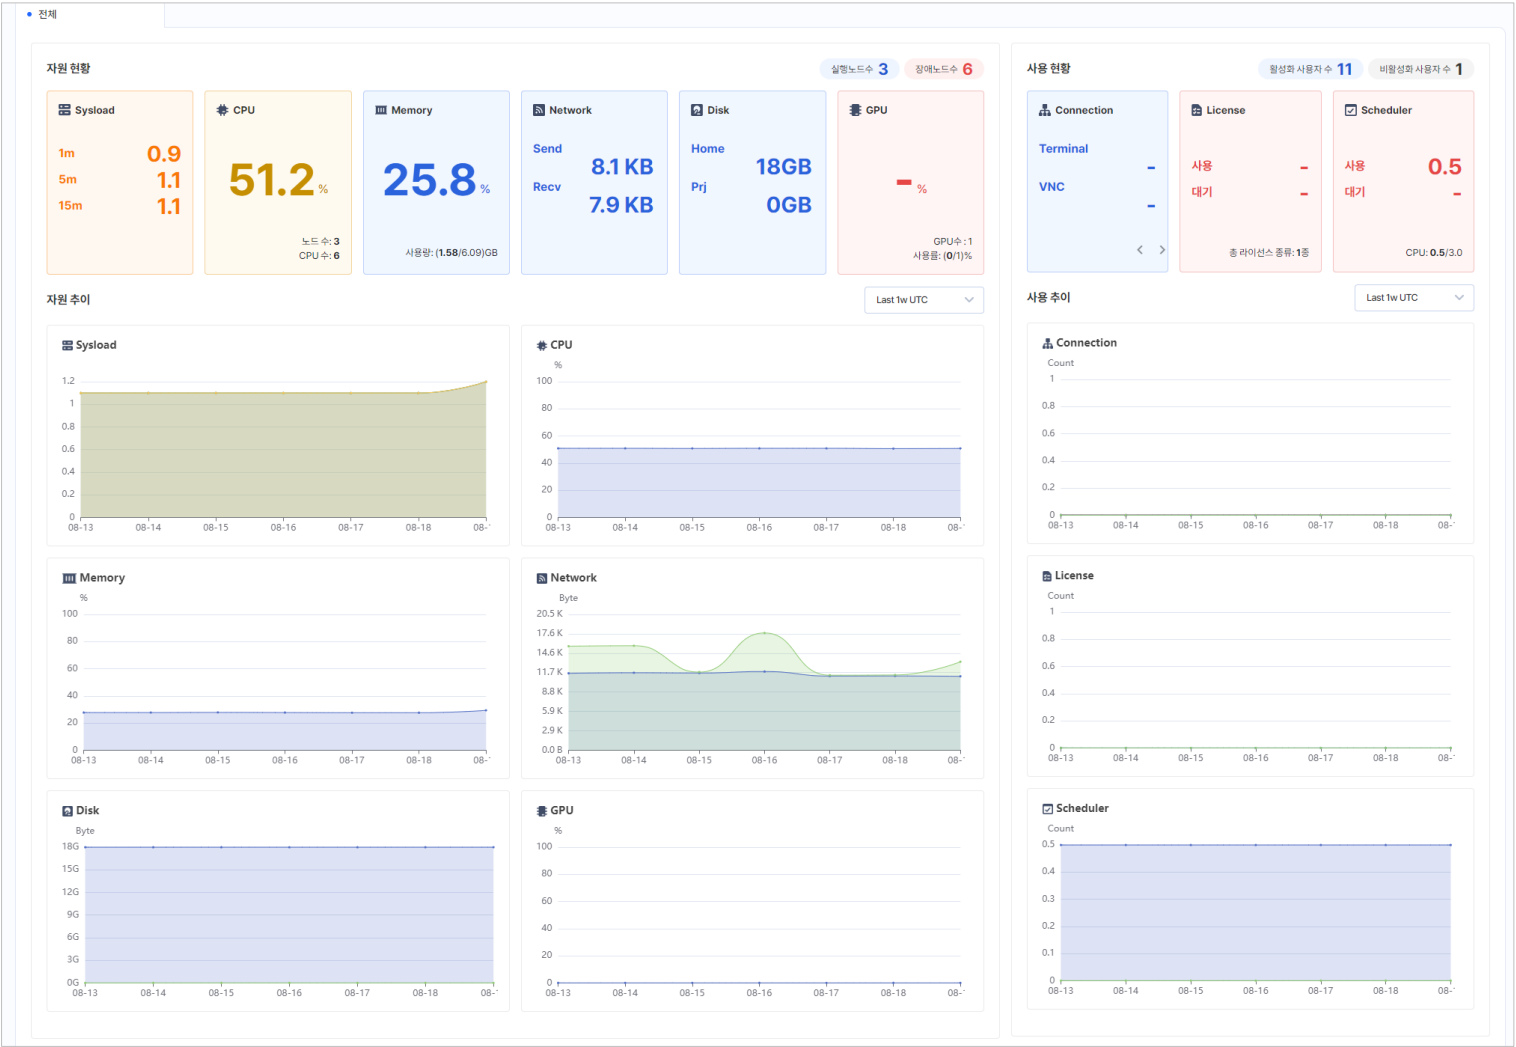 전체
자원 현황
실행노드수 3
장애노드수 6
Sysload
1m 0.9
5m 1.1
15m 1.1
CPU
51.2 %
노드 수: 3
CPU 수: 6
Memory
25.8 %
사용량: (1.58/6.09)GB
Network
Send
8.1 KB
Recv
7.9 KB
Disk
Home
18GB
Prj
0GB
GPU
- %
GPU수 : 1
사용률: (0/1)%
자원 추이
Last 1w UTC
Sysload
1.2
1
0.8
0.6
0.4
0.2
0
08-13 08-14 08-15 08-16 08-17 08-18 08-
CPU
%
100
80
60
40
20
0
08-13 08-14 08-15 08-16 08-17 08-18 08-
Memory
%
100
80
60
40
20
0
08-13 08-14 08-15 08-16 08-17 08-18 08-
Network
Byte
20.5 K
17.6 K
14.6 K
11.7 K
8.8 K
5.9 K
2.9 K
0.0 B
08-13 08-14 08-15 08-16 08-17 08-18 08-
Disk
Byte
18G
15G
12G
9G
6G
3G
0G
08-13 08-14 08-15 08-16 08-17 08-18 08-
GPU
%
100
80
60
40
20
0
08-13 08-14 08-15 08-16 08-17 08-18 08-
사용 현황
활성화 사용자 수 11
비활성화 사용자 수 1
Connection
Terminal
-
VNC
-
License
사용 -
대기 -
총 라이선스 종류: 1종
Scheduler
사용 0.5
대기 -
CPU: 0.5/3.0
사용 추이
Last 1w UTC
Connection
Count
1
0.8
0.6
0.4
0.2
0
08-13 08-14 08-15 08-16 08-17 08-18 08-
License
Count
1
0.8
0.6
0.4
0.2
0
08-13 08-14 08-15 08-16 08-17 08-18 08-
Scheduler
Count
0.5
0.4
0.3
0.2
0.1
0
08-13 08-14 08-15 08-16 08-17 08-18 08-